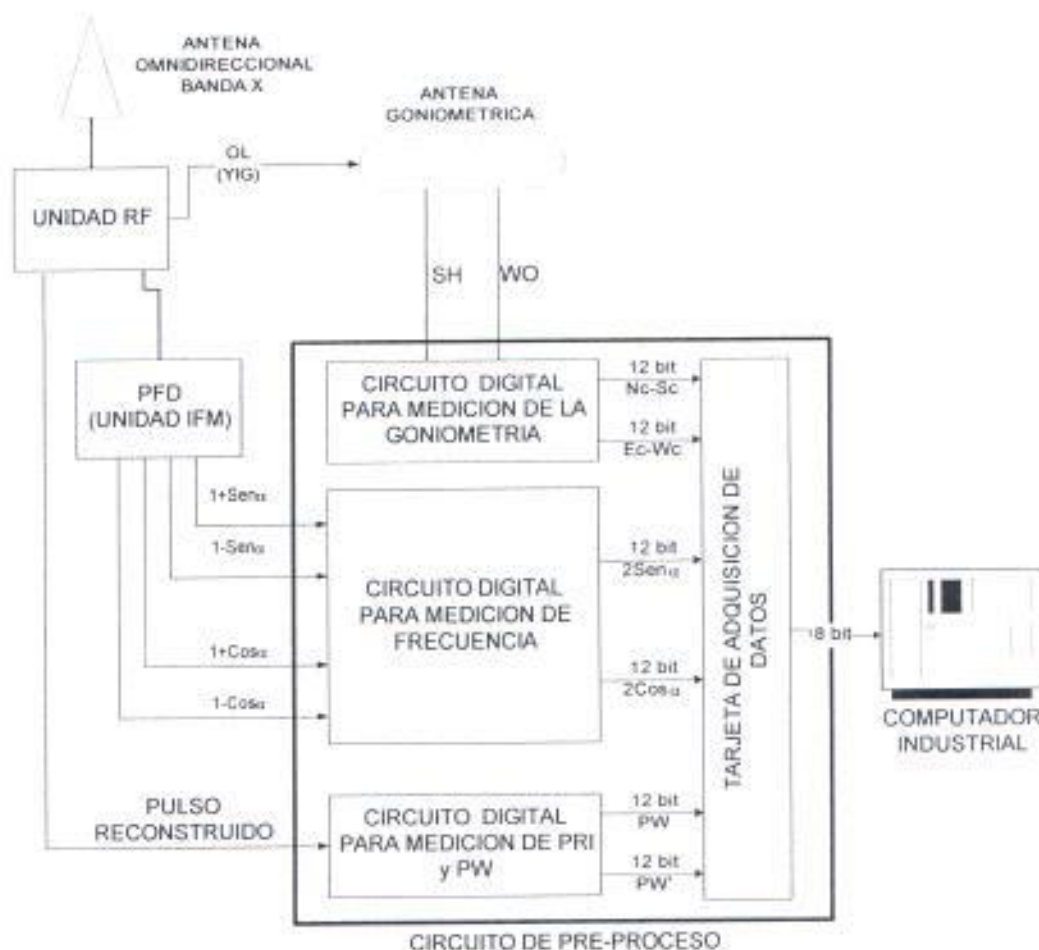 ANTENA
OMNIDIRECCIONAL
BANDA X
ANTENA
GONIOMETRICA
OL
(YIG)
UNIDAD RF
SH
WO
PFD
(UNIDAD IFM)
CIRCUITO DIGITAL
PARA MEDICION DE LA
GONIOMETRIA
12 bit
Nc-Sc
12 bit
Ec-Wc
1+Senα
1-Senα
1+Cosα
1-Cosα
CIRCUITO DIGITAL
PARA MEDICION DE
FRECUENCIA
12 bit
2Senα
12 bit
2Cosα
TARJETA DE ADQUISICION DE
DATOS
8 bit
COMPUTADOR
INDUSTRIAL
PULSO
RECONSTRUIDO
CIRCUITO DIGITAL
PARA MEDICION DE PRI
y PW
12 bit
PW
12 bit
PW'
CIRCUITO DE PRE-PROCESO